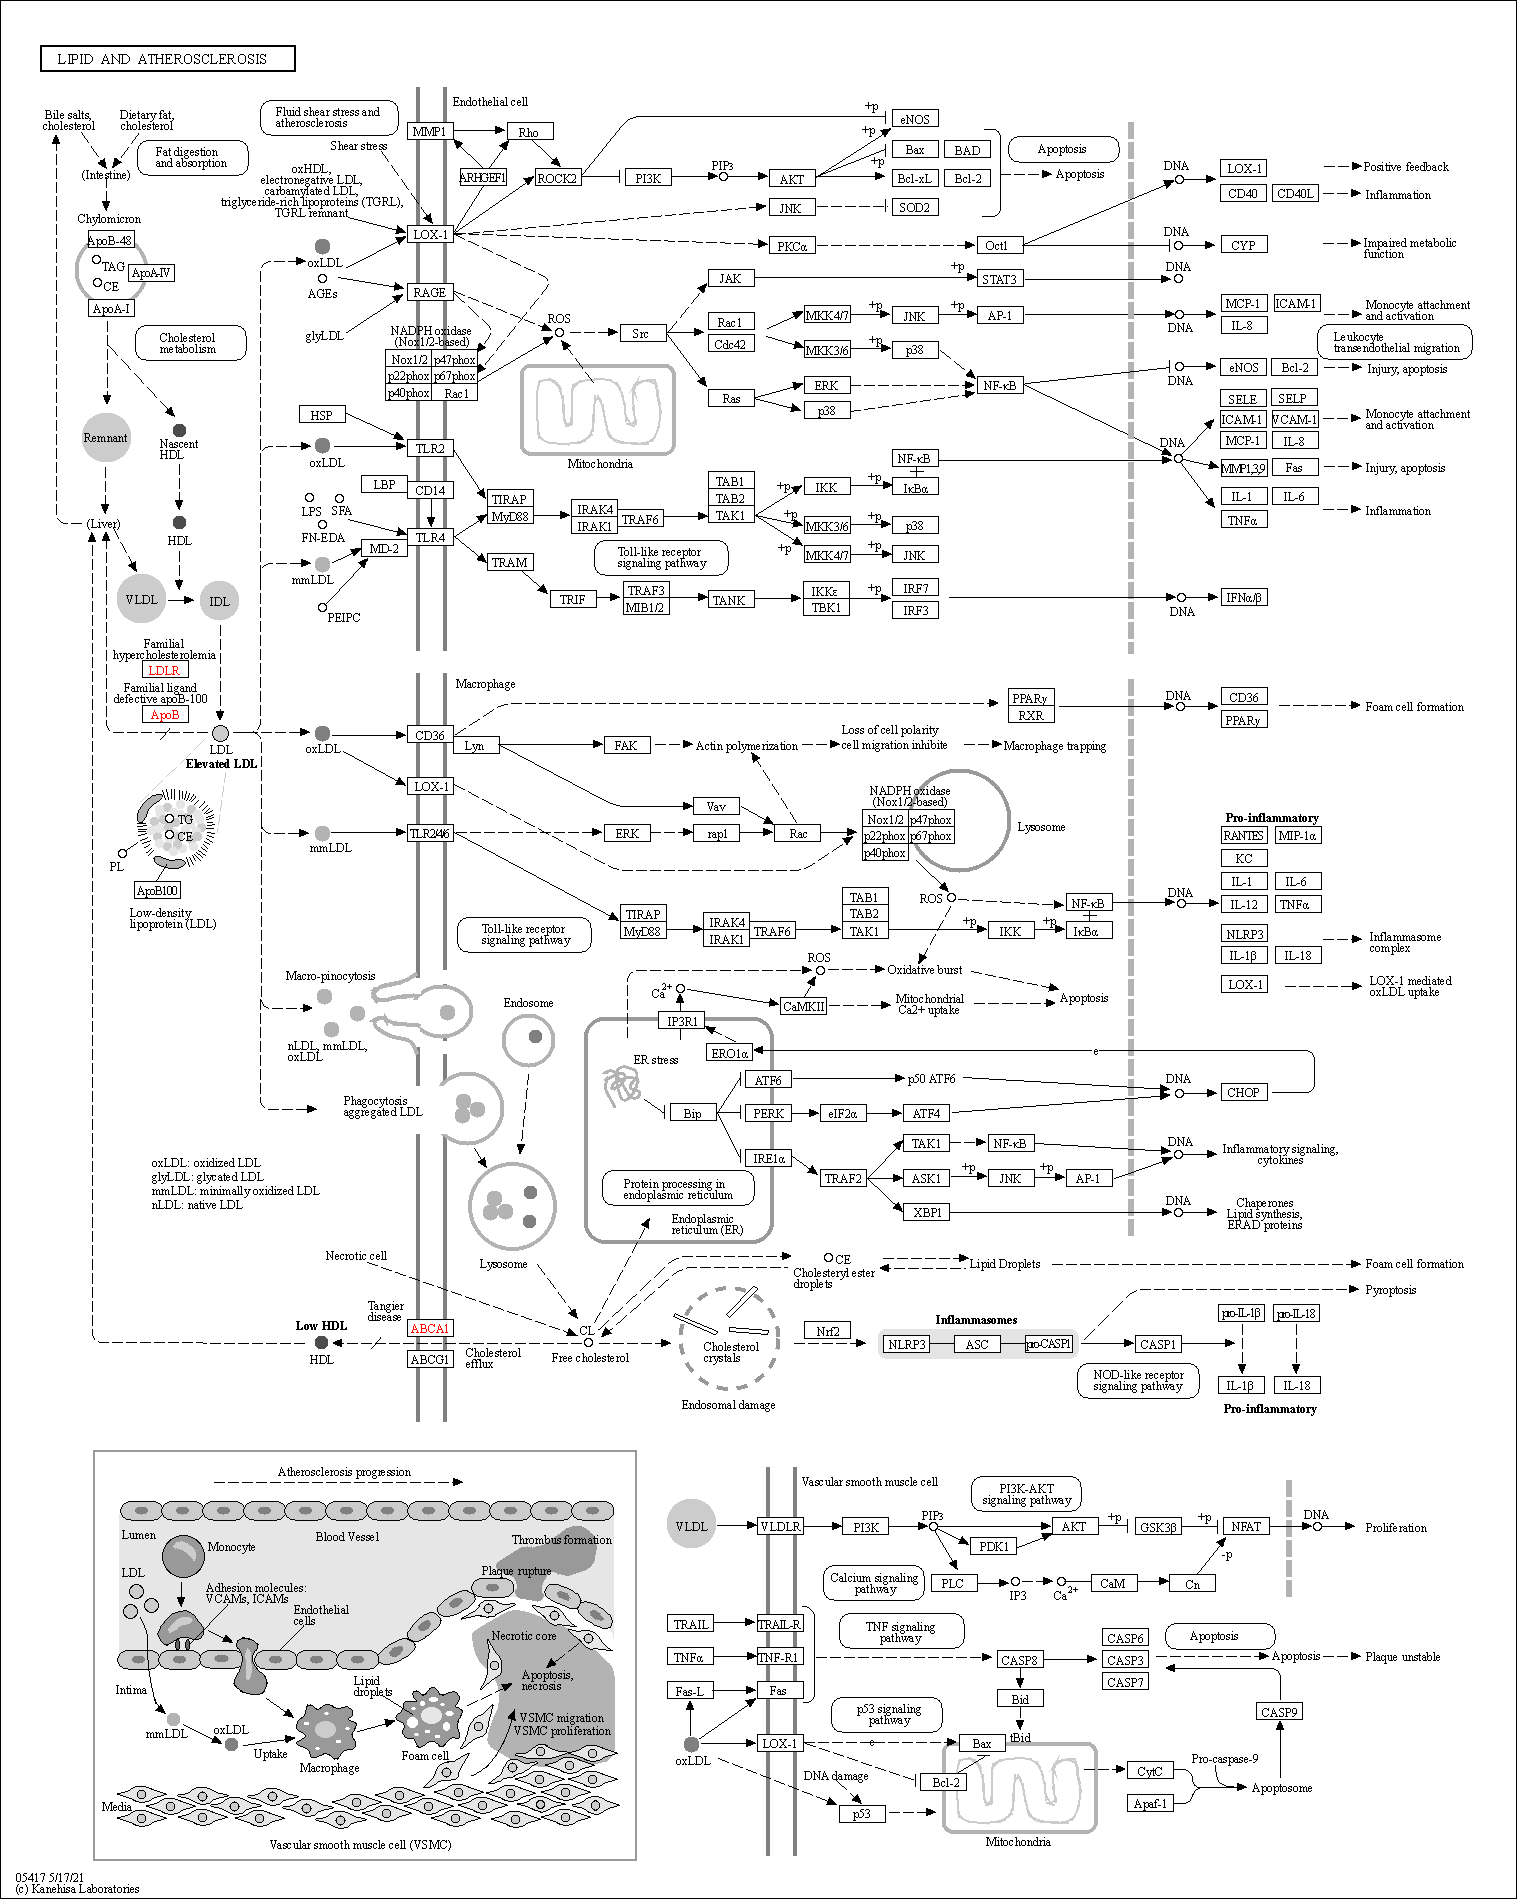 LIPID AND ATHEROSCLEROSIS
Bile salts,
cholesterol
Dietary fat,
cholesterol
Fat digestion
and absorption
(Intestine)
Chylomicron
ApoB-48
TAG
CE
ApoA-IV
ApoA-I
Cholesterol
metabolism
Remnant
Nascent
HDL
(Liver)
HDL
VLDL
IDL
Familial
hypercholesterolemia
LDLR
Familial ligand
defective apoB-100
ApoB
LDL
Elevated LDL
TG
CE
PL
ApoB100
Low-density
lipoprotein (LDL)
Fluid shear stress and
atherosclerosis
Shear stress
oxHDL,
electronegative LDL,
carbamylated LDL,
triglyceride-rich lipoproteins (TGRL),
TGRL remnant
oxLDL
AGEs
glyLDL
Endothelial cell
MMP1
Rho
ARHGEF1
ROCK2
PI3K
PIP3
AKT
+p
eNOS
+p
Bax
BAD
+p
Bcl-xL
Bcl-2
Apoptosis
Apoptosis
JNK
SOD2
LOX-1
PKCα
Oct1
DNA
LOX-1
Positive feedback
CD40
CD40L
Inflammation
DNA
CYP
Impaired metabolic
function
RAGE
JAK
+p
STAT3
DNA
NADPH oxidase
(Nox1/2-based)
Nox1/2
p47phox
p22phox
p67phox
p40phox
Rac1
ROS
Src
Rac1
Cdc42
MKK4/7
+p
JNK
+p
AP-1
DNA
MCP-1
ICAM-1
IL-8
Monocyte attachment
and activation
Leukocyte
transendothelial migration
MKK3/6
+p
p38
Ras
ERK
p38
NF-κB
DNA
eNOS
Bcl-2
Injury, apoptosis
Mitochondria
SELE
SELP
ICAM-1
VCAM-1
MCP-1
IL-8
Monocyte attachment
and activation
DNA
MMP1,3,9
Fas
Injury, apoptosis
IL-1
IL-6
TNFα
Inflammation
HSP
oxLDL
TLR2
LBP
CD14
LPS
SFA
FN-EDA
TLR4
MD-2
mmLDL
PEIPC
TIRAP
MyD88
TRAM
IRAK4
IRAK1
TRAF6
TAB1
TAB2
TAK1
+p
IKK
+p
NF-κB
IκBα
+p
MKK3/6
+p
p38
+p
MKK4/7
+p
JNK
Toll-like receptor
signaling pathway
TRIF
TRAF3
MIB1/2
TANK
IKKε
TBK1
+p
IRF7
IRF3
DNA
IFNα/β
Macrophage
oxLDL
CD36
Lyn
FAK
Actin polymerization
Loss of cell polarity
cell migration inhibite
Macrophage trapping
PPARγ
RXR
DNA
CD36
PPARγ
Foam cell formation
LOX-1
Vav
mmLDL
TLR2/4/6
ERK
rap1
Rac
NADPH oxidase
(Nox1/2-based)
Nox1/2
p47phox
p22phox
p67phox
p40phox
Lysosome
ROS
Toll-like receptor
signaling pathway
TIRAP
MyD88
IRAK4
IRAK1
TRAF6
TAB1
TAB2
TAK1
+p
IKK
+p
NF-κB
IκBα
DNA
Pro-inflammatory
RANTES
MIP-1α
KC
IL-1
IL-6
IL-12
TNFα
NLRP3
IL-1β
IL-18
Inflammasome
complex
LOX-1
LOX-1 mediated
oxLDL uptake
Macro-pinocytosis
nLDL, mmLDL,
oxLDL
Endosome
Phagocytosis
aggregated LDL
Lysosome
ROS
Oxidative burst
Ca2+
CaMKII
Mitochondrial
Ca2+ uptake
Apoptosis
IP3R1
ERO1α
e
ER stress
Bip
ATF6
p50 ATF6
PERK
eIF2α
ATF4
DNA
CHOP
IRE1α
TRAF2
TAK1
NF-κB
ASK1
+p
JNK
+p
AP-1
DNA
Inflammatory signaling,
cytokines
XBP1
DNA
Chaperones
Lipid synthesis,
ERAD proteins
Protein processing in
endoplasmic reticulum
Endoplasmic
reticulum (ER)
oxLDL: oxidized LDL
glyLDL: glycated LDL
mmLDL: minimally oxidized LDL
nLDL: native LDL
Necrotic cell
Tangier
disease
Low HDL
HDL
ABCA1
ABCG1
Cholesterol
efflux
CL
Free cholesterol
CE
Cholesteryl ester
droplets
Lipid Droplets
Foam cell formation
Cholesterol
crystals
Endosomal damage
Nrf2
Inflammasomes
NLRP3
ASC
pro-CASP1
CASP1
Pyroptosis
pro-IL-1β
pro-IL-18
IL-1β
IL-18
Pro-inflammatory
NOD-like receptor
signaling pathway
Atherosclerosis progression
Lumen
Blood Vessel
Thrombus formation
Monocyte
Plaque rupture
LDL
Adhesion molecules:
VCAMs, ICAMs
Endothelial
cells
Necrotic core
Intima
Lipid
droplets
Apoptosis,
necrosis
mmLDL
oxLDL
VSMC migration
VSMC proliferation
Uptake
Foam cell
Macrophage
Media
Vascular smooth muscle cell (VSMC)
Vascular smooth muscle cell
PI3K-AKT
signaling pathway
VLDL
VLDLR
PI3K
PIP3
PDK1
AKT
+p
GSK3β
+p
NFAT
DNA
Proliferation
-p
Calcium signaling
pathway
PLC
IP3
Ca2+
CaM
Cn
TRAIL
TRAIL-R
TNF signaling
pathway
TNFα
TNF-R1
Fas-L
Fas
CASP8
CASP6
CASP3
CASP7
Apoptosis
Apoptosis
Plaque unstable
Bid
tBid
p53 signaling
pathway
CASP9
oxLDL
LOX-1
e
Bax
Bcl-2
DNA damage
p53
Mitochondria
CytC
Apaf-1
Pro-caspase-9
Apoptosome
05417 5/17/21
(c) Kanehisa Laboratories